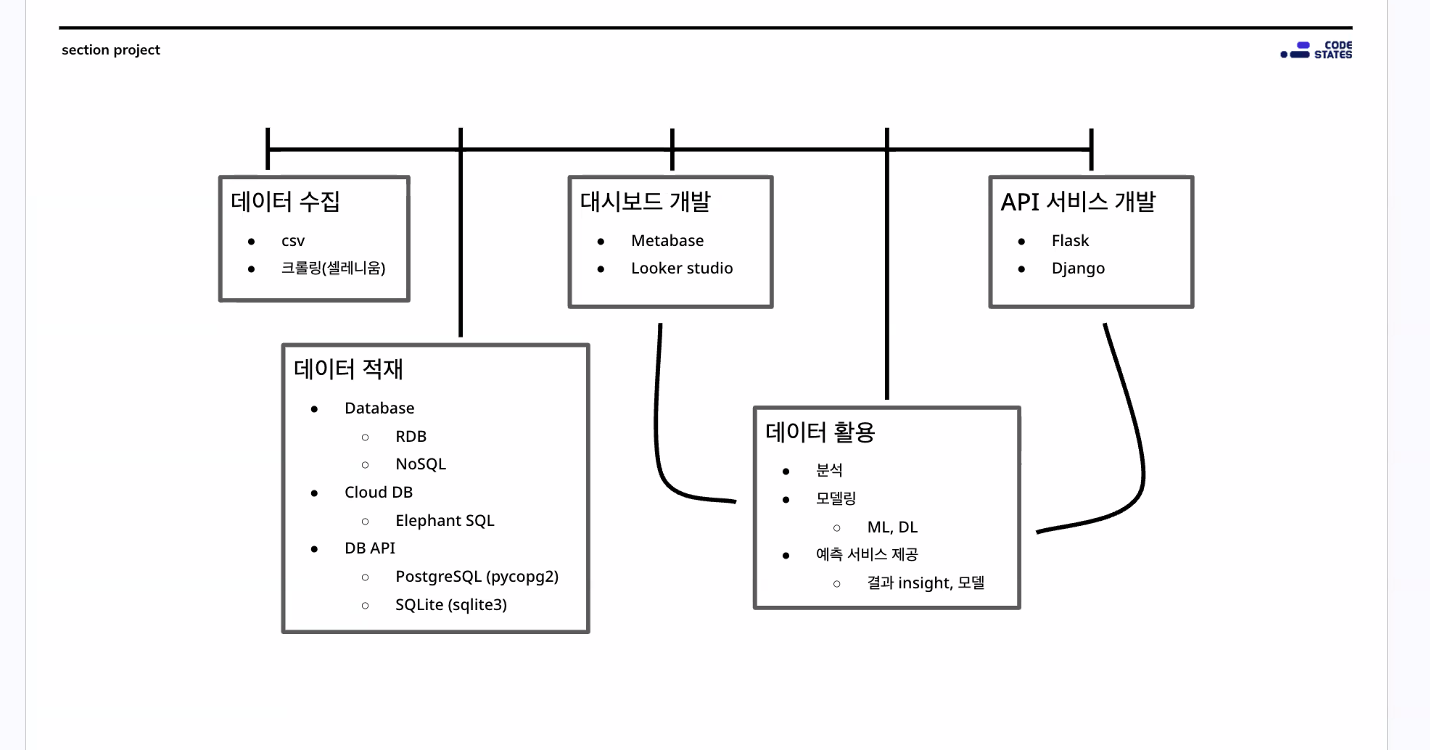 section project
CODE
STATES
데이터 수집
● csv
● 크롤링(셀레니움)
데이터 적재
● Database
○ RDB
○ NoSQL
● Cloud DB
○ Elephant SQL
● DB API
○ PostgreSQL (pycopg2)
○ SQLite (sqlite3)
대시보드 개발
● Metabase
● Looker studio
데이터 활용
● 분석
● 모델링
○ ML, DL
● 예측 서비스 제공
○ 결과 insight, 모델
API 서비스 개발
● Flask
● Django